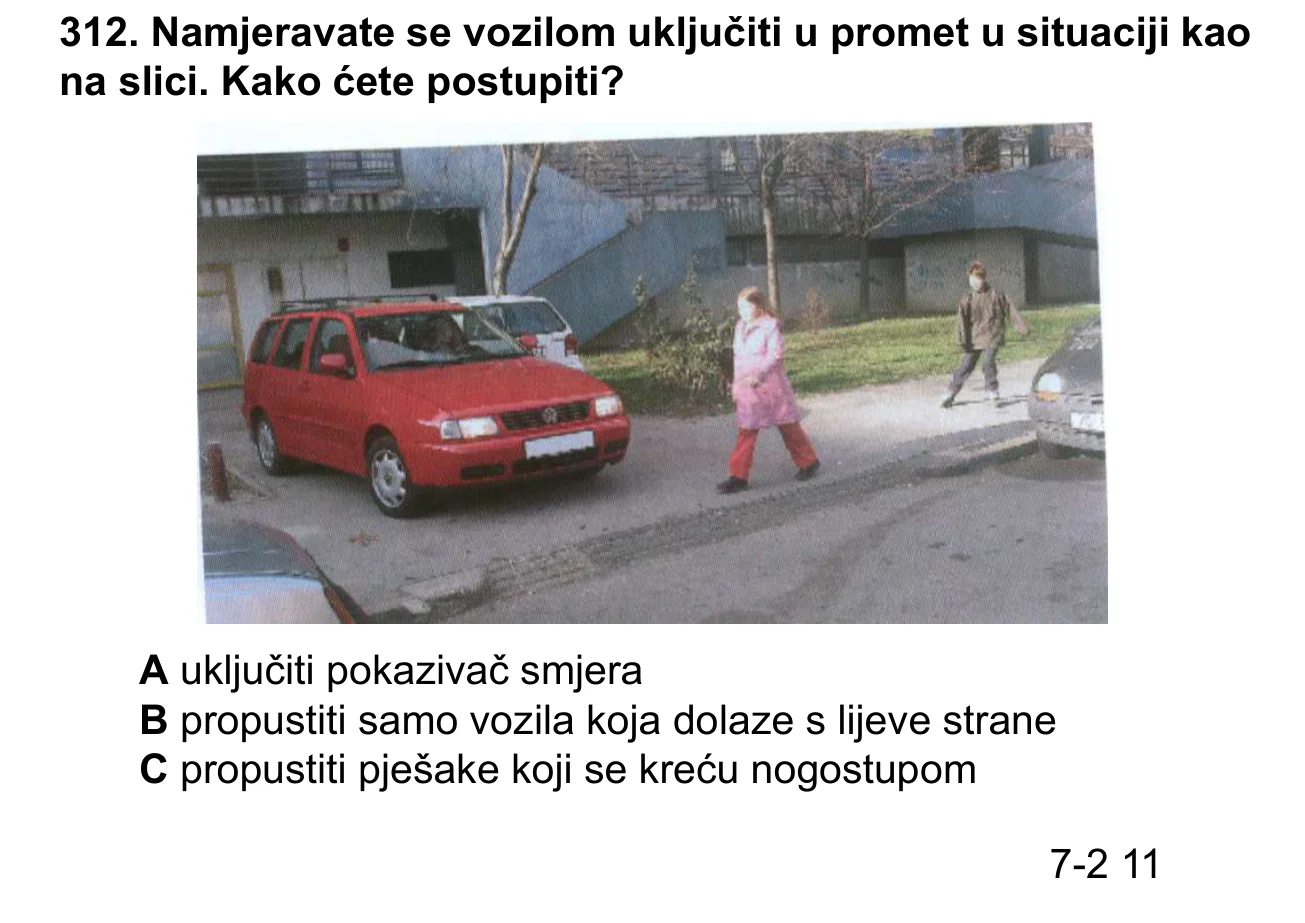 312. Namjeravate se vozilom uključiti u promet u situaciji kao
na slici. Kako ćete postupiti?
A uključiti pokazivač smjera
B propustiti samo vozila koja dolaze s lijeve strane
C propustiti pješake koji se kreću nogostupom
7-2 11